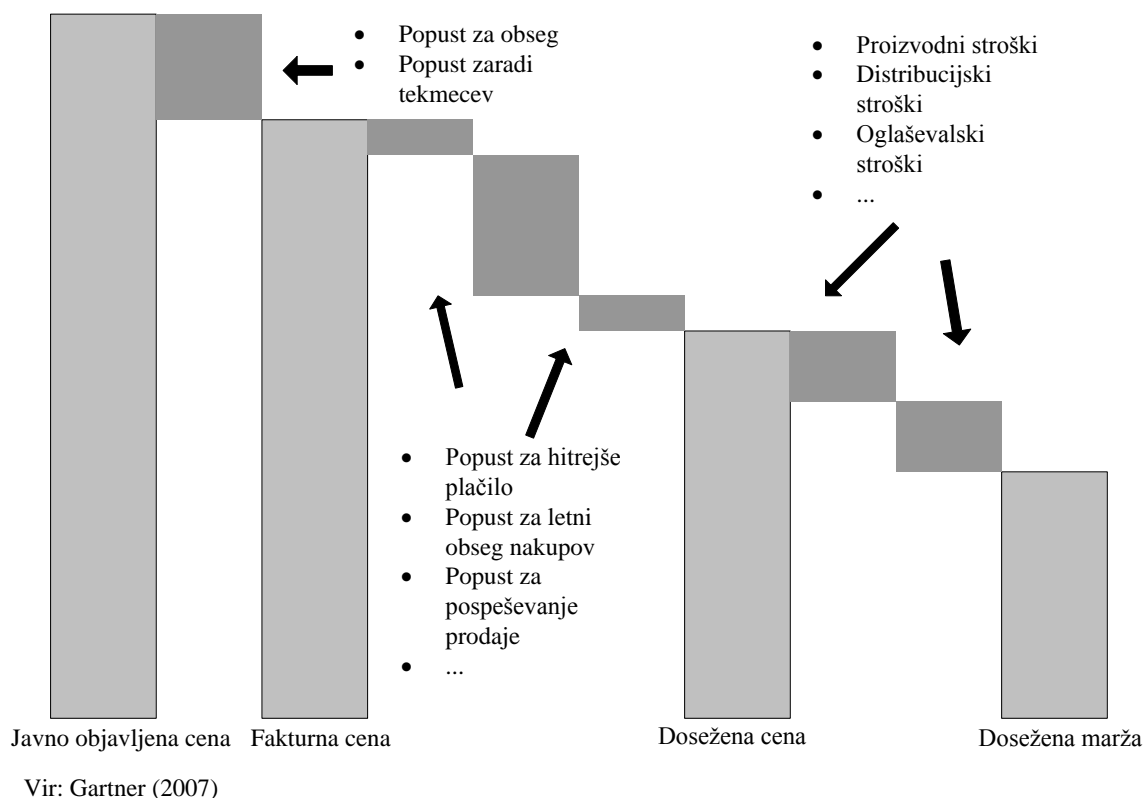 • Popust za obseg
• Popust zaradi
tekmecev
• Proizvodni stroški
• Distribucijski
stroški
• Oglaševalski
stroški
• ...
• Popust za hitrejše
plačilo
• Popust za letni
obseg nakupov
• Popust za
pospeševanje
prodaje
• ...
Javno objavljena cena
Fakturna cena
Dosežena cena
Dosežena marža
Vir: Gartner (2007)